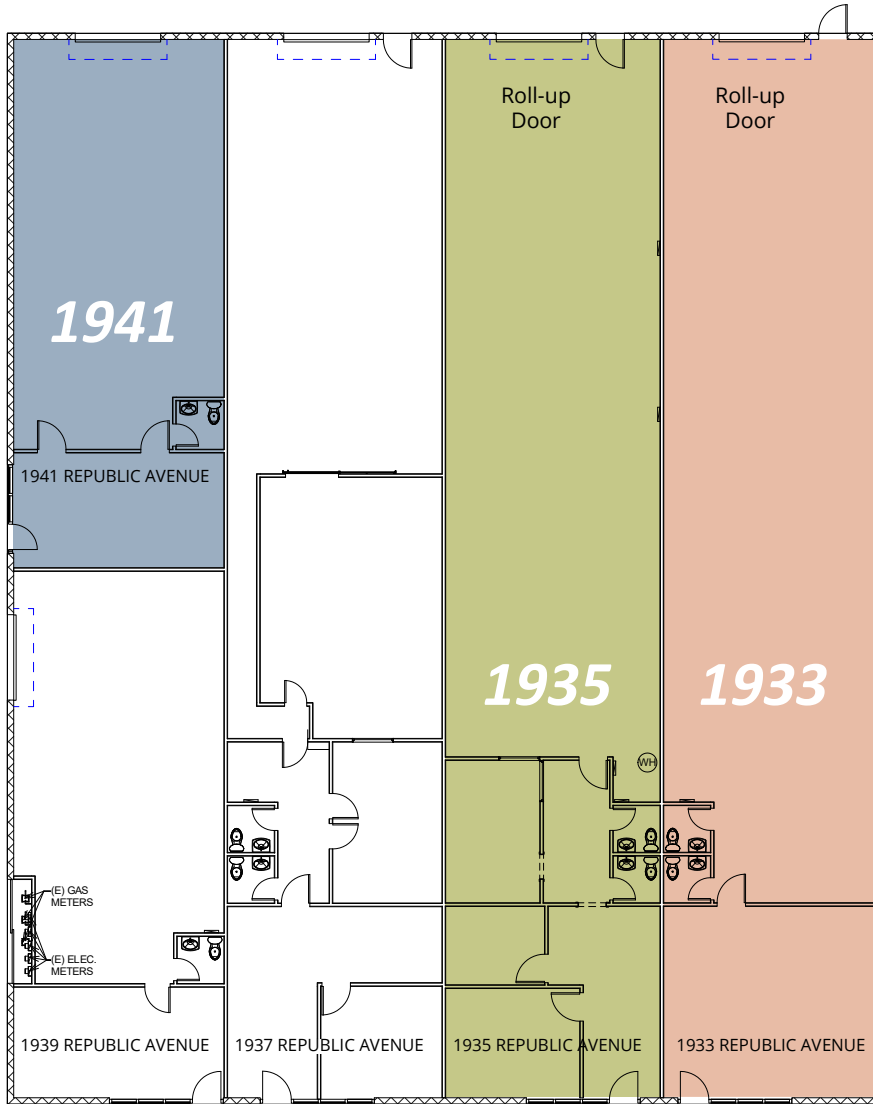 Roll-up
Door
Roll-up
Door
1941
1941 REPUBLIC AVENUE
1935
1933
WH
(E) GAS
METERS
(E) ELEC.
METERS
1939 REPUBLIC AVENUE
1937 REPUBLIC AVENUE
1935 REPUBLIC AVENUE
1933 REPUBLIC AVENUE